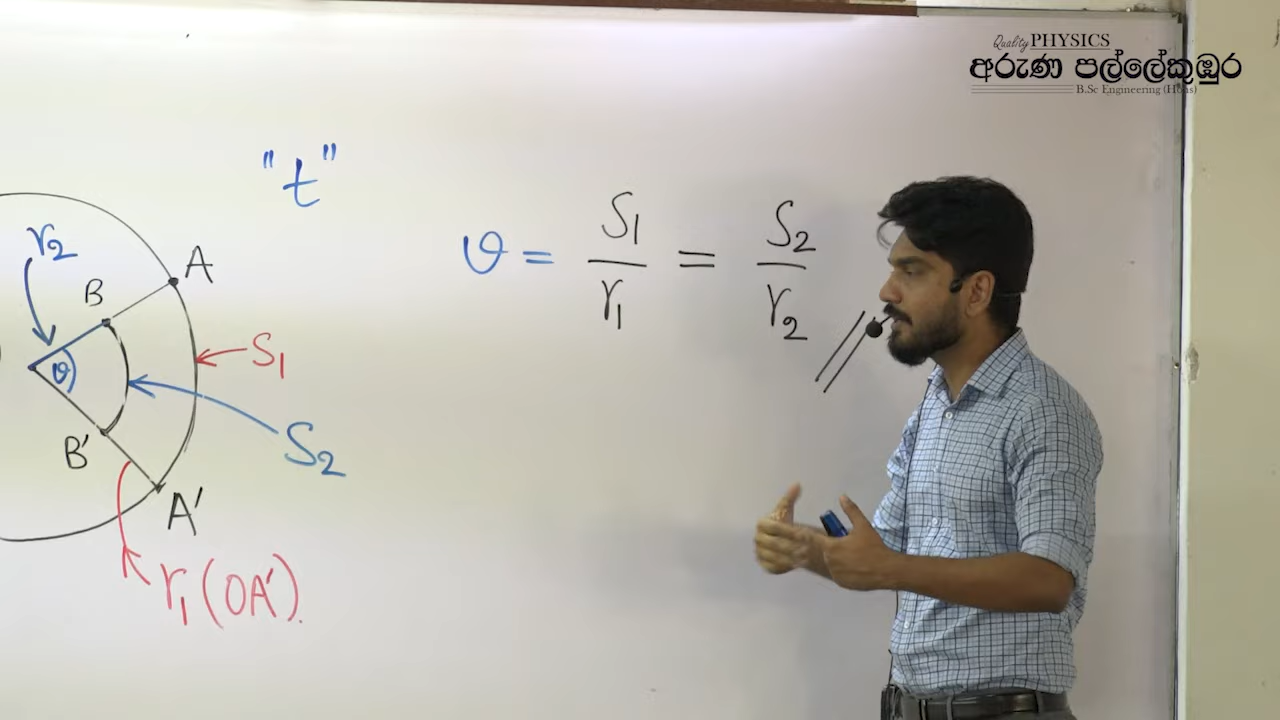 Quality PHYSICS
අරුණ පල්ලේකුඹුර
B.Sc Engineering (Hons)
"t"
r₂
A
B
θ = S₁/r₁ = S₂/r₂ //
θ
S₁
B'
S₂
A'
r₁ (OA').